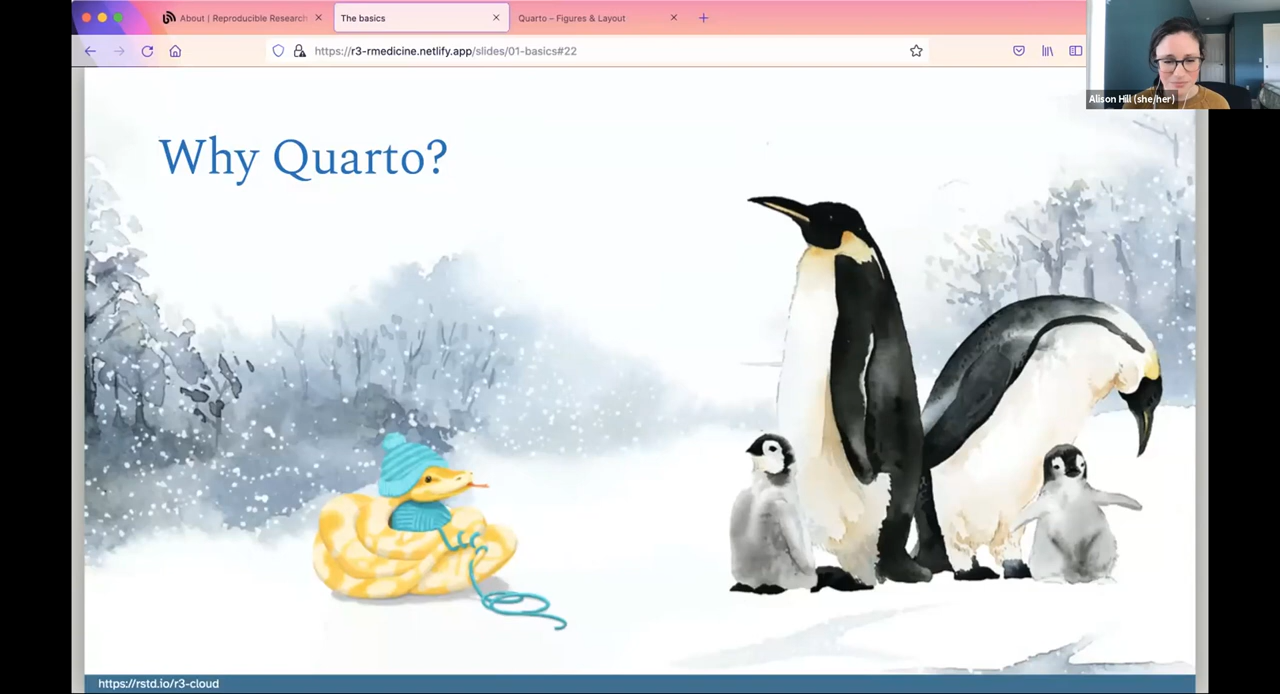 About | Reproducible Research
The basics
Quarto – Figures & Layout
https://r3-rmedicine.netlify.app/slides/01-basics#22
Alison Hill (she/her)
Why Quarto?
https://rstd.io/r3-cloud